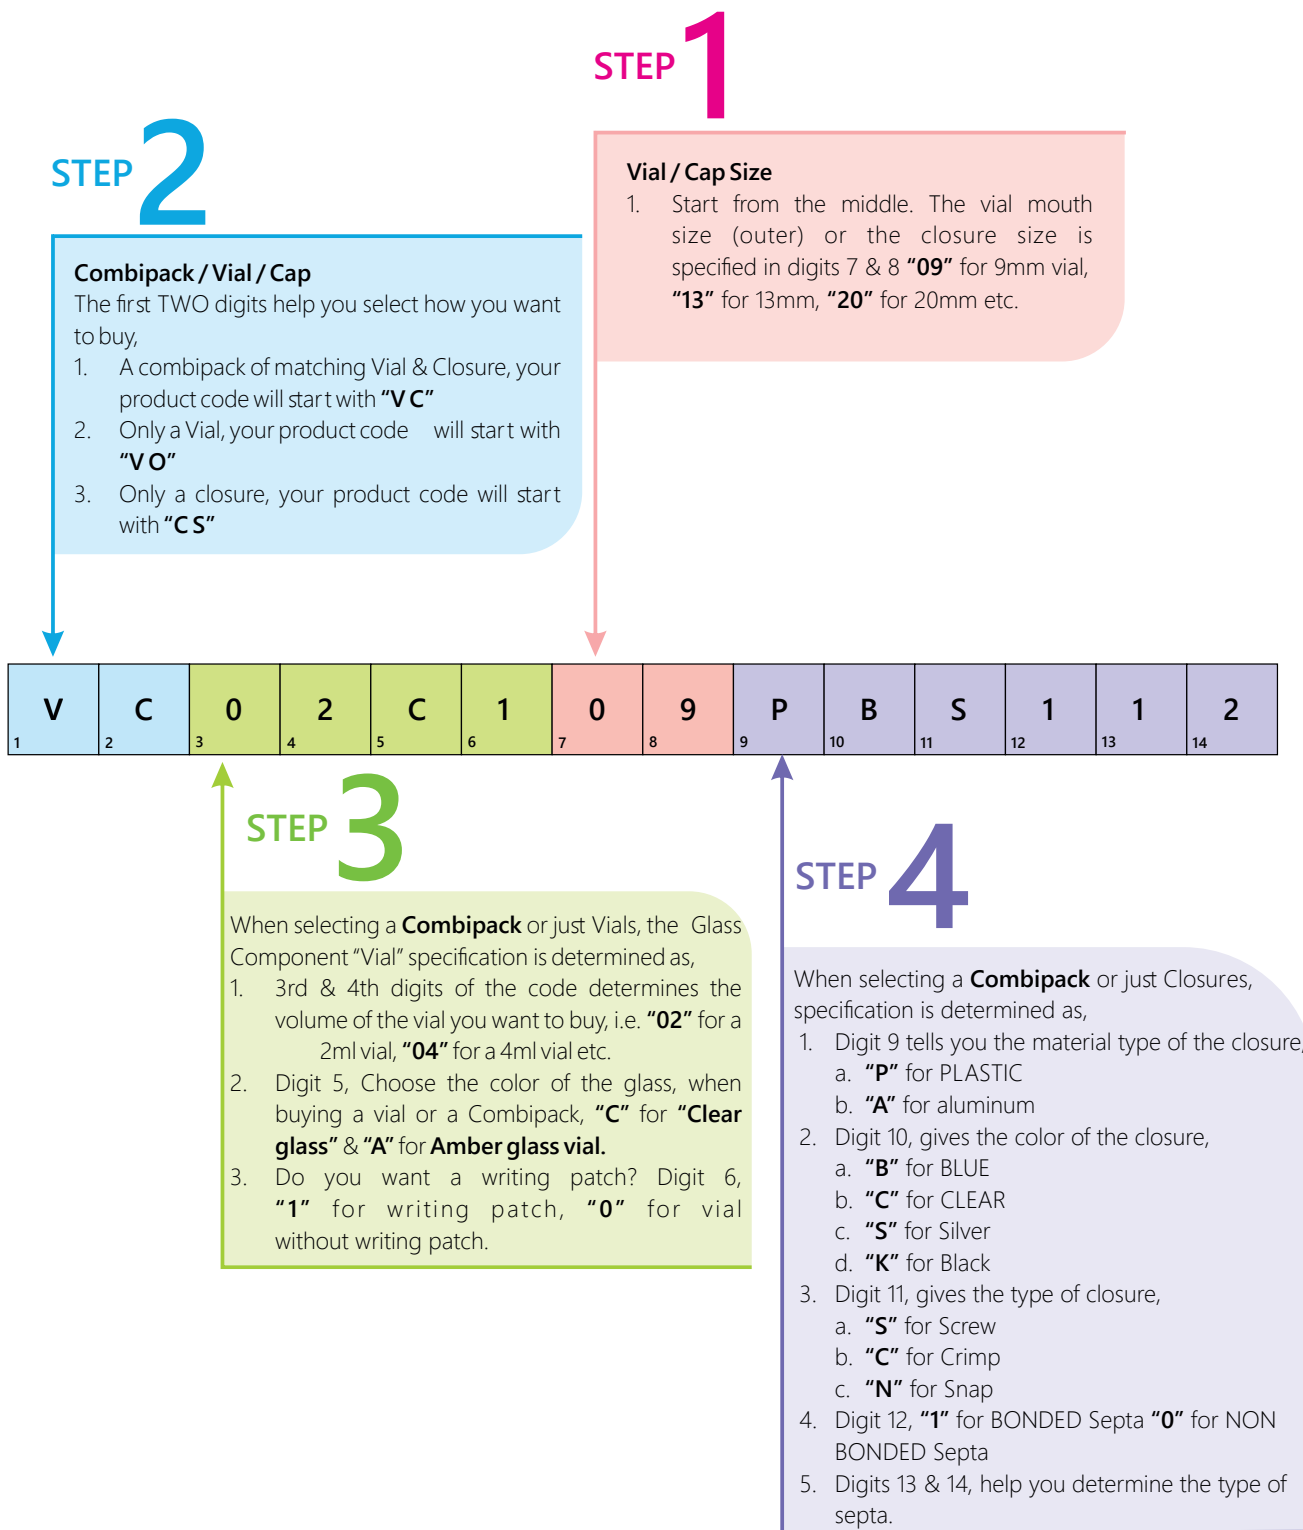 STEP 1
Vial / Cap Size
1. Start from the middle. The vial mouth
size (outer) or the closure size is
specified in digits 7 & 8 “09” for 9mm vial,
“13” for 13mm, “20” for 20mm etc.
STEP 2
Combipack / Vial / Cap
The first TWO digits help you select how you want
to buy,
1. A combipack of matching Vial & Closure, your
product code will start with “V C”
2. Only a Vial, your product code will start with
“V O”
3. Only a closure, your product code will start
with “C S”
V C 0 2 C 1 0 9 P B S 1 1 2
1 2 3 4 5 6 7 8 9 10 11 12 13 14
STEP 3
When selecting a Combipack or just Vials, the Glass
Component “Vial” specification is determined as,
1. 3rd & 4th digits of the code determines the
volume of the vial you want to buy, i.e. “02” for a
2ml vial, “04” for a 4ml vial etc.
2. Digit 5, Choose the color of the glass, when
buying a vial or a Combipack, “C” for “Clear
glass” & “A” for Amber glass vial.
3. Do you want a writing patch? Digit 6,
“1” for writing patch, “0” for vial
without writing patch.
STEP 4
When selecting a Combipack or just Closures,
specification is determined as,
1. Digit 9 tells you the material type of the closure,
a. “P” for PLASTIC
b. “A” for aluminum
2. Digit 10, gives the color of the closure,
a. “B” for BLUE
b. “C” for CLEAR
c. “S” for Silver
d. “K” for Black
3. Digit 11, gives the type of closure,
a. “S” for Screw
b. “C” for Crimp
c. “N” for Snap
4. Digit 12, “1” for BONDED Septa “0” for NON
BONDED Septa
5. Digits 13 & 14, help you determine the type of
septa.